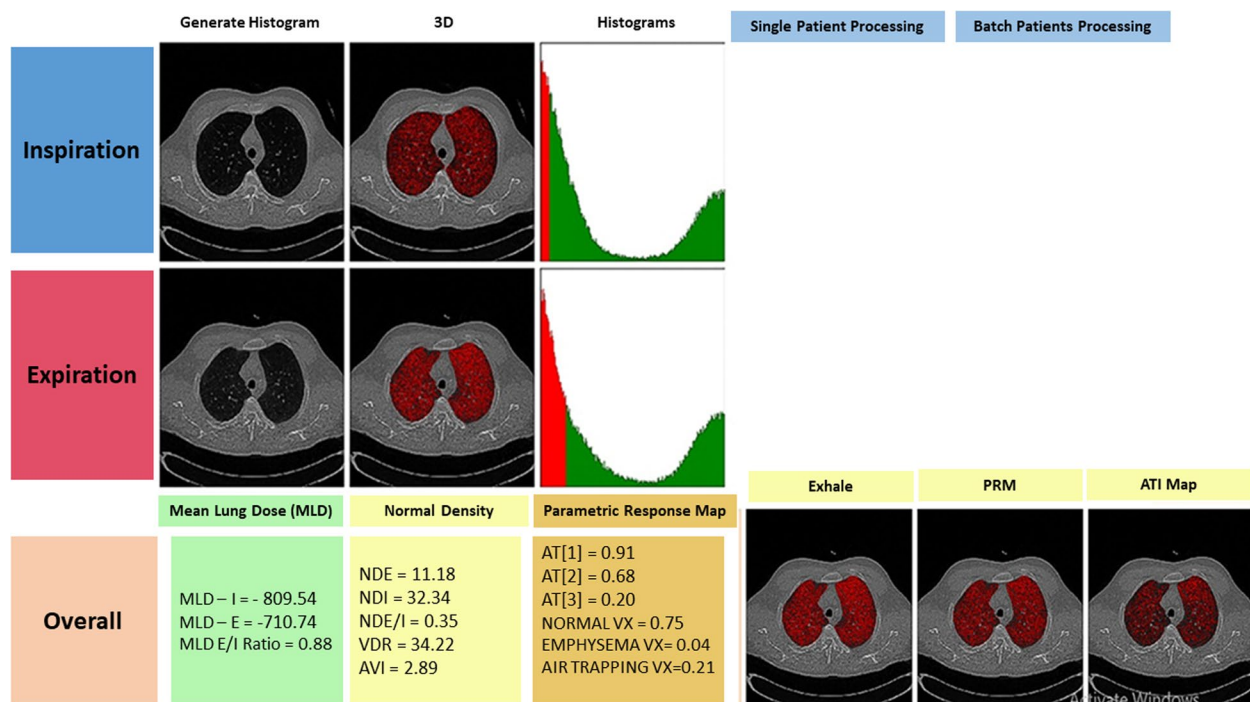 Generate Histogram
3D
Histograms
Single Patient Processing
Batch Patients Processing
Inspiration
Expiration
Exhale
PRM
ATI Map
Mean Lung Dose (MLD)
Normal Density
Parametric Response Map
Overall
MLD – I = - 809.54
MLD – E = -710.74
MLD E/I Ratio = 0.88
NDE = 11.18
NDI = 32.34
NDE/I = 0.35
VDR = 34.22
AVI = 2.89
AT[1] = 0.91
AT[2] = 0.68
AT[3] = 0.20
NORMAL VX = 0.75
EMPHYSEMA VX= 0.04
AIR TRAPPING VX=0.21
Activate Windows